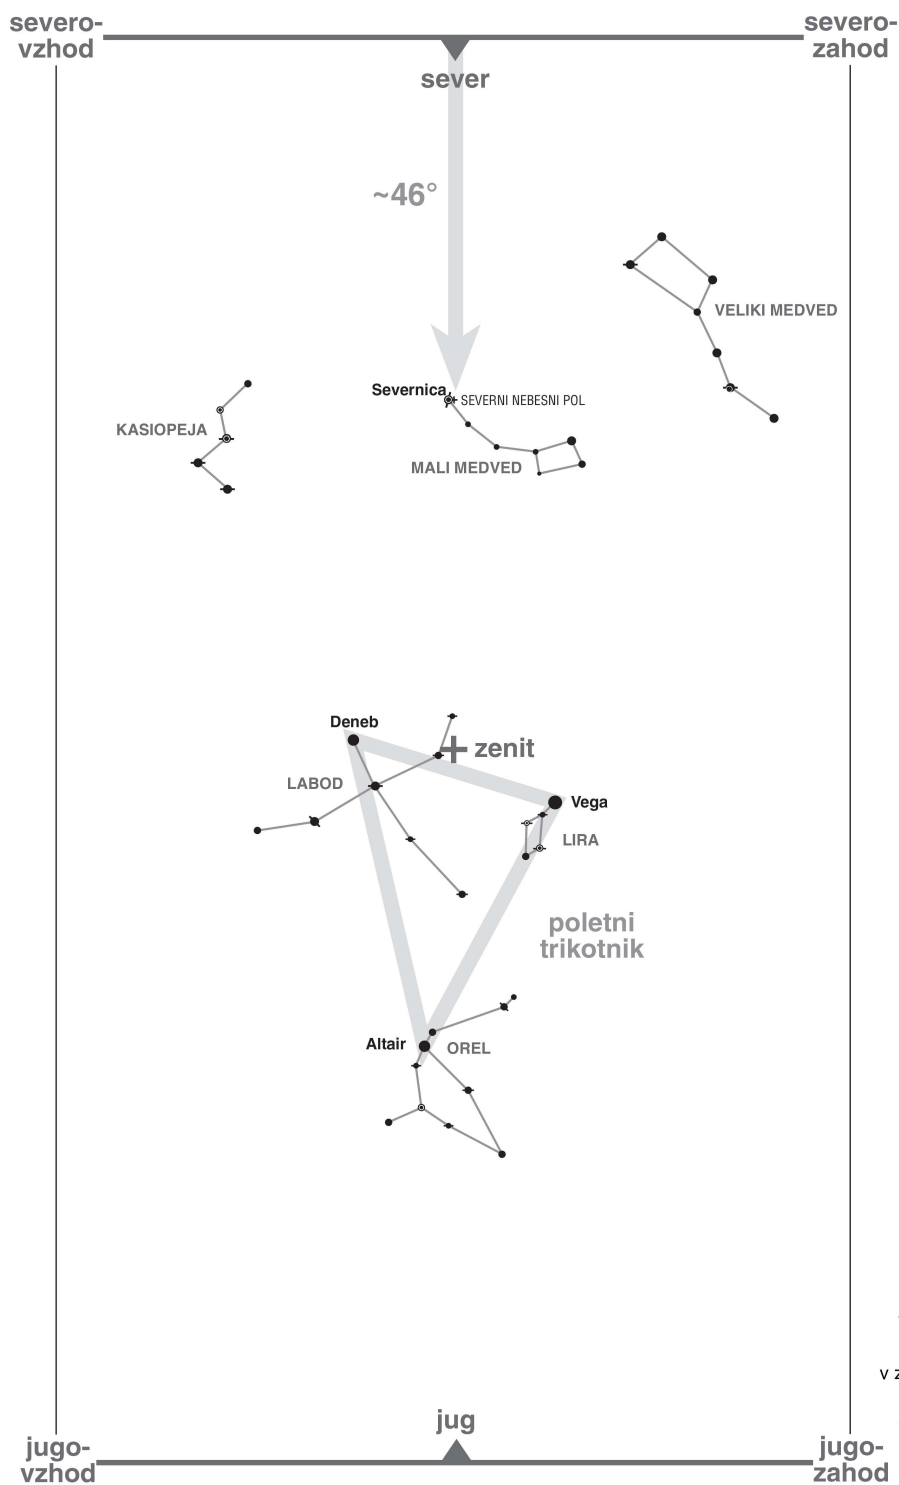 severo-
vzhod
severo-
zahod
sever
~46°
VELIKI MEDVED
Severnica
SEVERNI NEBESNI POL
KASIOPEJA
MALI MEDVED
Deneb
zenit
LABOD
Vega
LIRA
poletni
trikotnik
Altair
OREL
v z
jug
jugo-
vzhod
jugo-
zahod